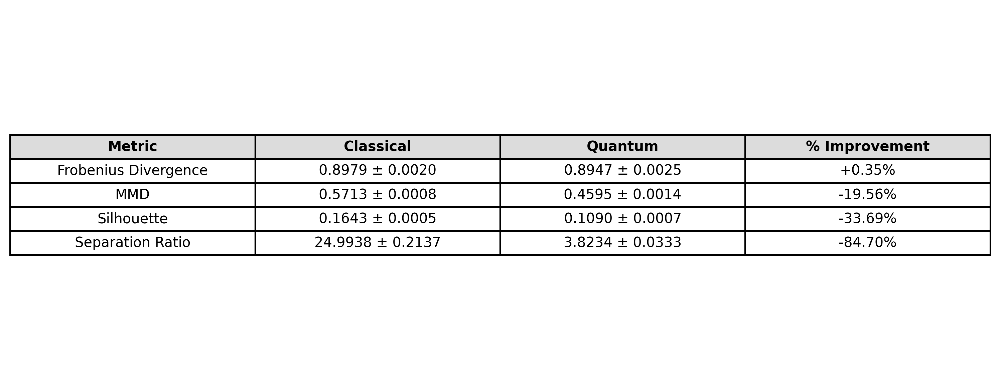 Metric Classical Quantum % Improvement
Frobenius Divergence 0.8979 ± 0.0020 0.8947 ± 0.0025 +0.35%
MMD 0.5713 ± 0.0008 0.4595 ± 0.0014 -19.56%
Silhouette 0.1643 ± 0.0005 0.1090 ± 0.0007 -33.69%
Separation Ratio 24.9938 ± 0.2137 3.8234 ± 0.0333 -84.70%